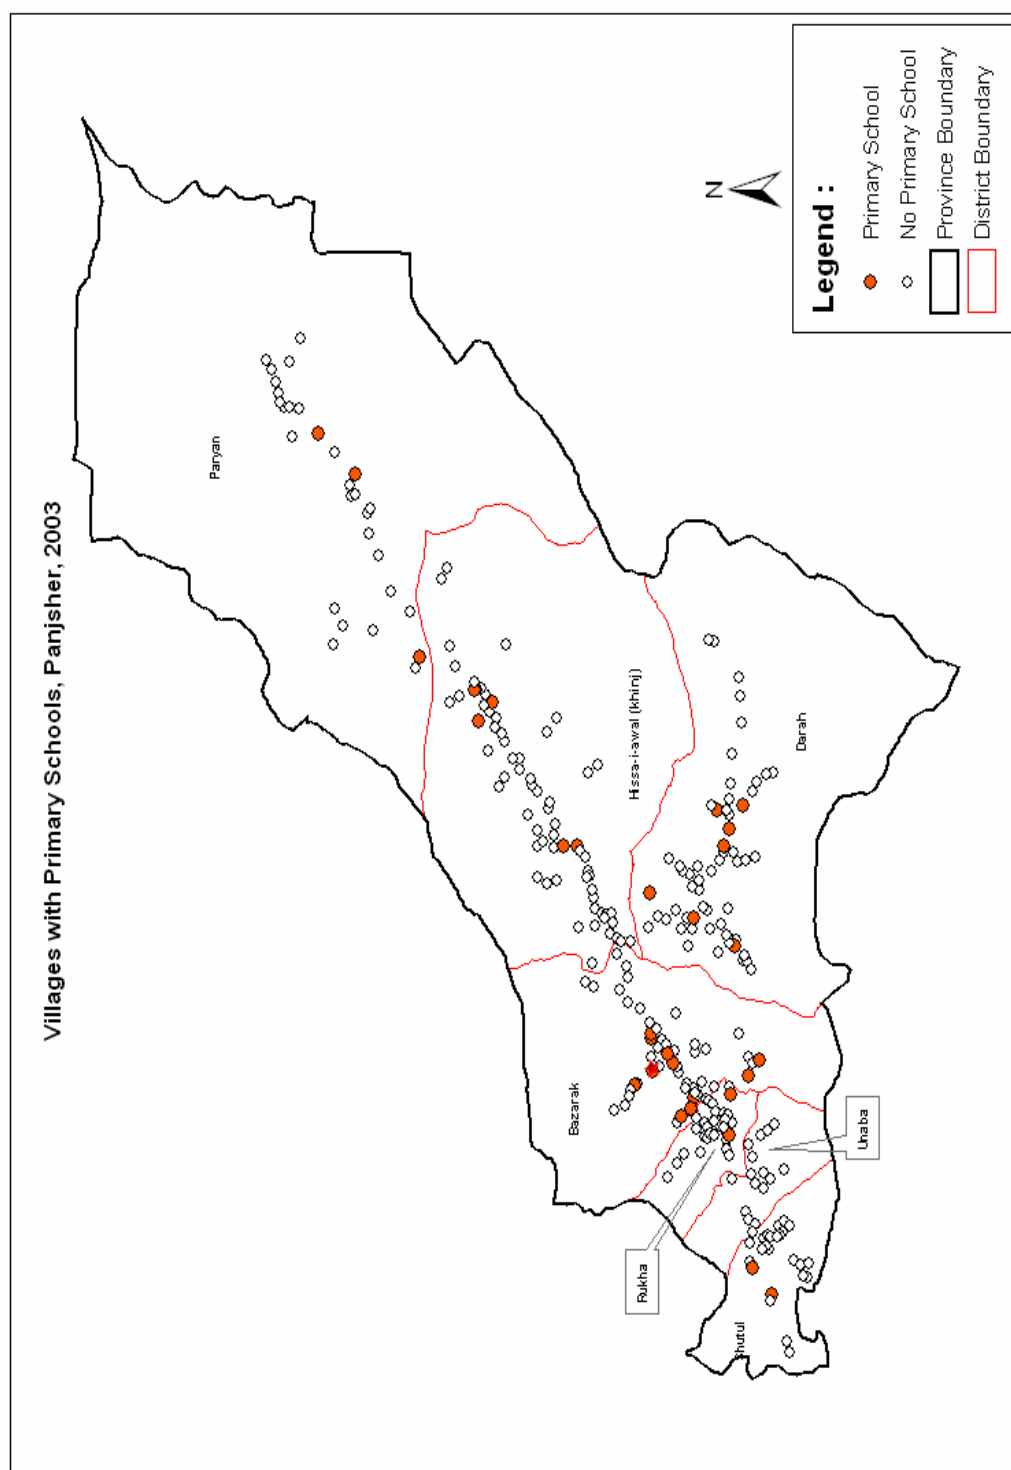 Villages with Primary Schools, Panjsher, 2003
Paryan
Hissa-i-awal (khinj)
Darah
Bazarak
Rukha
Unaba
Shutul
N
Legend :
Primary School
No Primary School
Province Boundary
District Boundary